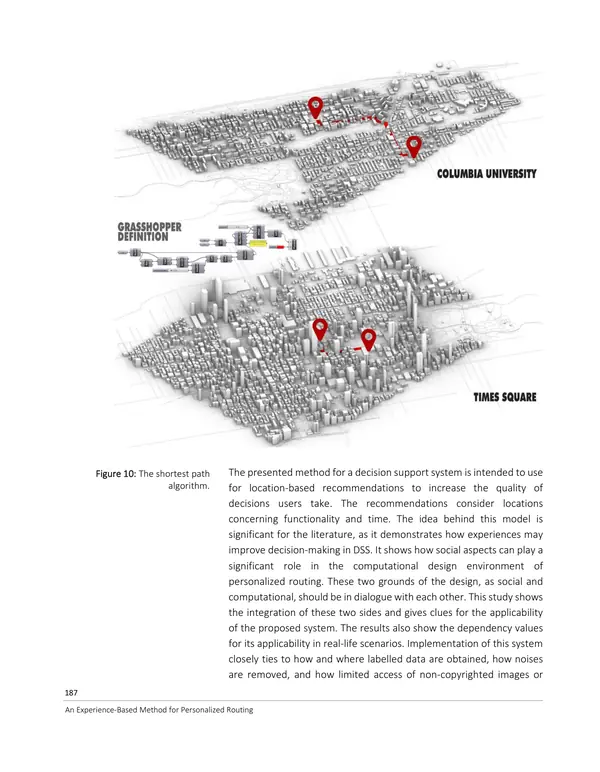 COLUMBIA UNIVERSITY
GRASSHOPPER
DEFINITION
TIMES SQUARE
Figure 10: The shortest path
algorithm.
The presented method for a decision support system is intended to use
for location-based recommendations to increase the quality of
decisions users take. The recommendations consider locations
concerning functionality and time. The idea behind this model is
significant for the literature, as it demonstrates how experiences may
improve decision-making in DSS. It shows how social aspects can play a
significant role in the computational design environment of
personalized routing. These two grounds of the design, as social and
computational, should be in dialogue with each other. This study shows
the integration of these two sides and gives clues for the applicability
of the proposed system. The results also show the dependency values
for its applicability in real-life scenarios. Implementation of this system
closely ties to how and where labelled data are obtained, how noises
are removed, and how limited access of non-copyrighted images or
187
An Experience-Based Method for Personalized Routing